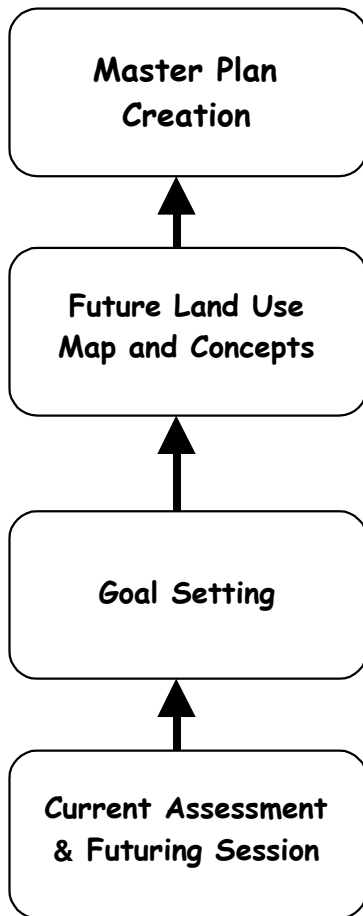 Master Plan
Creation
Future Land Use
Map and Concepts
Goal Setting
Current Assessment
& Futuring Session